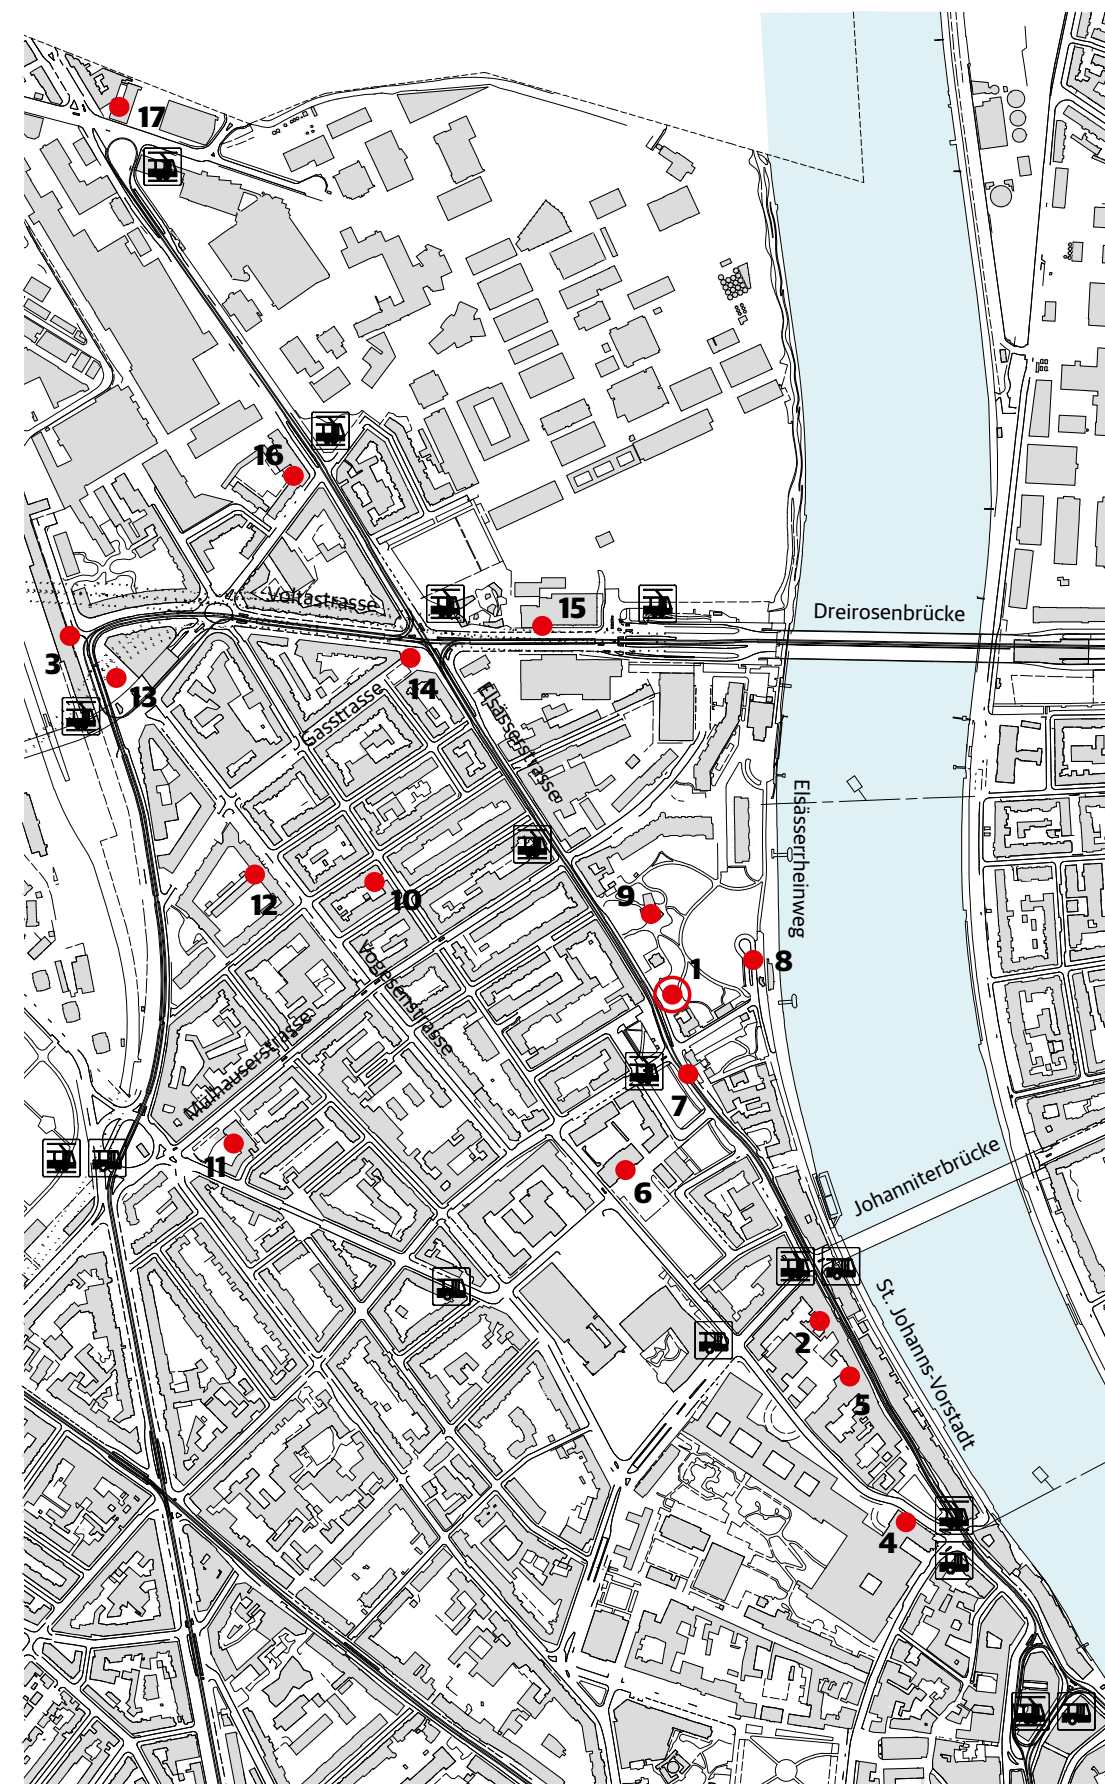 17
16
Voltastrasse
15
Dreirosenbrücke
3
13
14
Gasstrasse
Elsässerstrasse
Elsässerrheinweg
12
10
9
8
1
Vogesenstrasse
Mülhauserstrasse
7
11
6
Johanniterbrücke
2
St. Johanns-Vorstadt
5
4